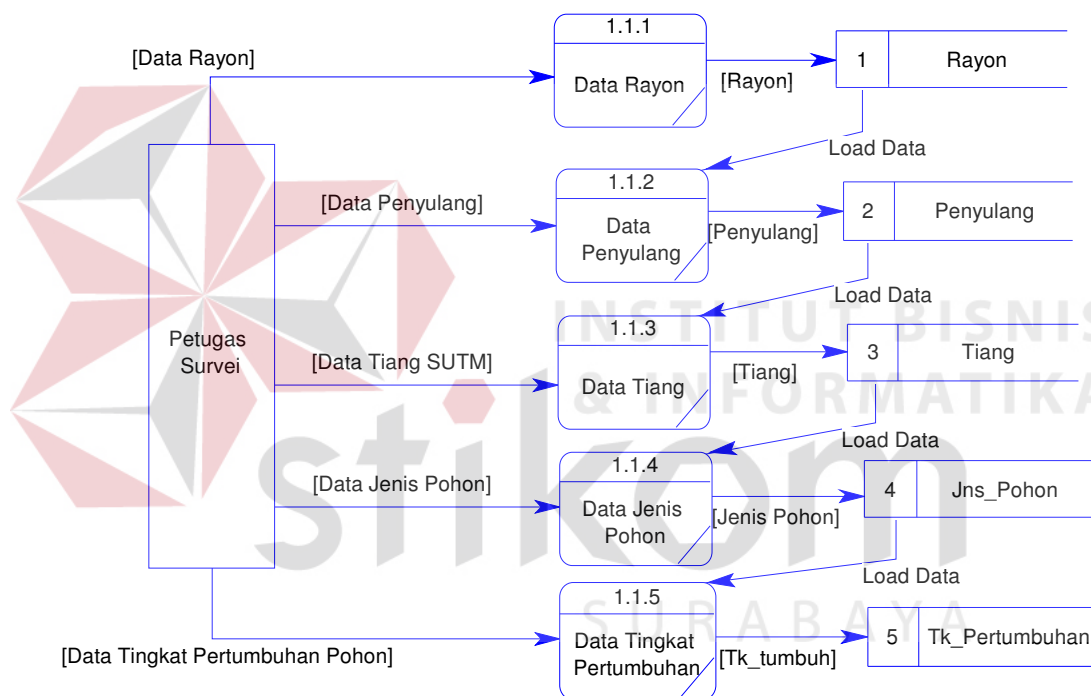 1.1.1
[Data Rayon]
Data Rayon
[Rayon]
1
Rayon
Load Data
1.1.2
[Data Penyulang]
Data
Penyulang
[Penyulang]
2
Penyulang
Load Data
INSTITUT BISNIS
1.1.3
Petugas
Survei
[Data Tiang SUTM]
Data Tiang
[Tiang]
3
Tiang
& INFORMATIKA
Load Data
stikom
1.1.4
[Data Jenis Pohon]
Data Jenis
Pohon
[Jenis Pohon]
4
Jns_Pohon
Load Data
SURABAYA
1.1.5
[Data Tingkat Pertumbuhan Pohon]
Data Tingkat
Pertumbuhan
[Tk_tumbuh]
5
Tk_Pertumbuhan